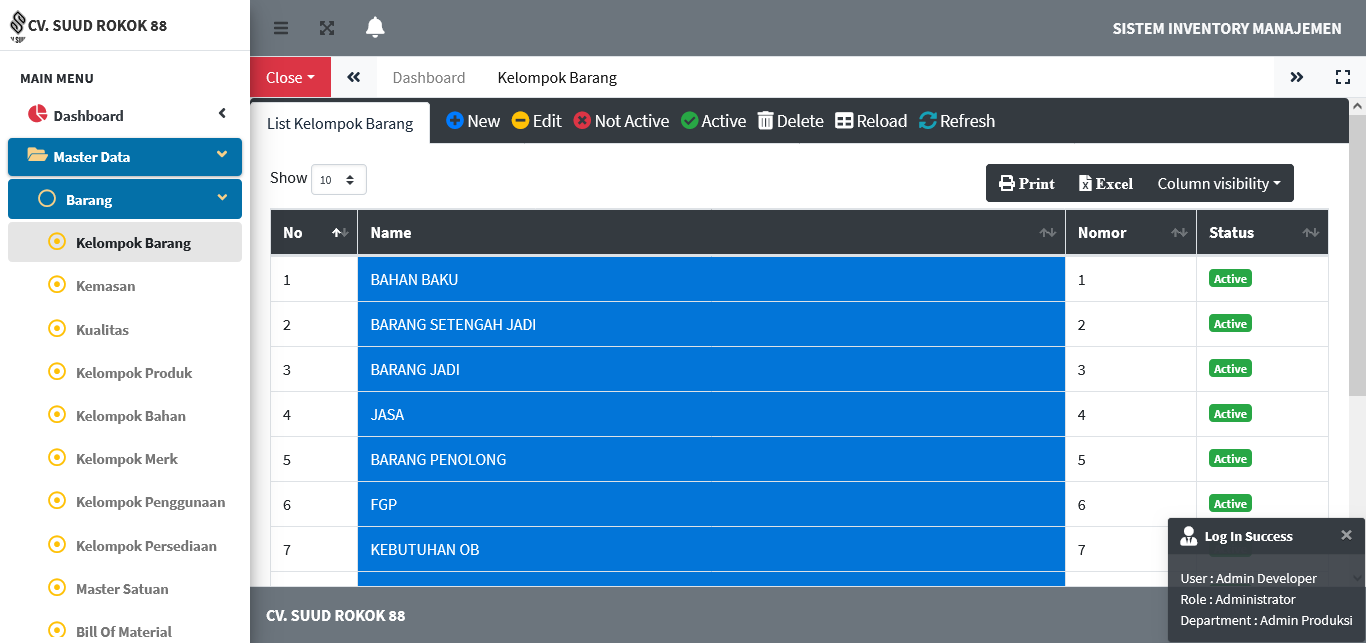 CV. SUUD ROKOK 88
SISTEM INVENTORY MANAJEMEN
MAIN MENU
Dashboard
Master Data
Barang
Kelompok Barang
Kemasan
Kualitas
Kelompok Produk
Kelompok Bahan
Kelompok Merk
Kelompok Penggunaan
Kelompok Persediaan
Master Satuan
Bill Of Material
Close Dashboard Kelompok Barang
List Kelompok Barang New Edit Not Active Active Delete Reload Refresh
Show 10 Print Excel Column visibility
No Name Nomor Status
1 BAHAN BAKU 1 Active
2 BARANG SETENGAH JADI 2 Active
3 BARANG JADI 3 Active
4 JASA 4 Active
5 BARANG PENOLONG 5 Active
6 FGP 6 Active
7 KEBUTUHAN OB 7
Log In Success
User : Admin Developer
Role : Administrator
Department : Admin Produksi
CV. SUUD ROKOK 88